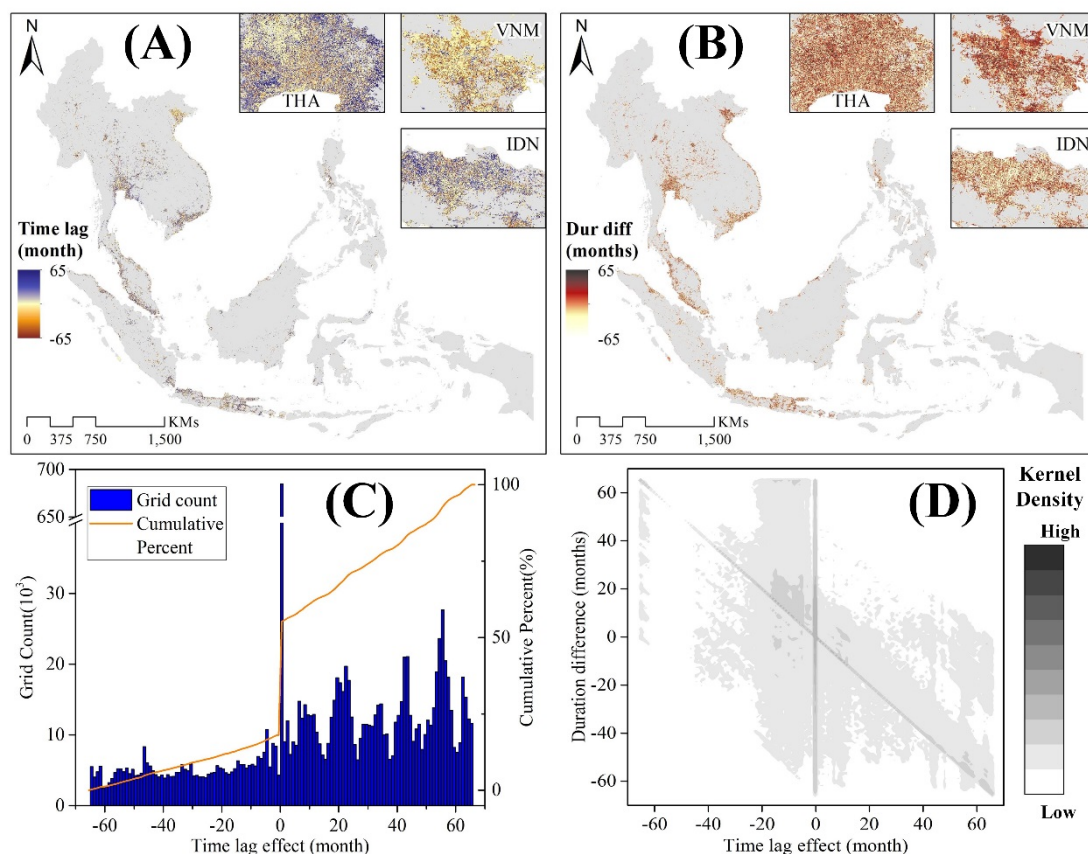 N
(A)
VNM
THA
IDN
Time lag
(month)
65
-65
KMs
0 375 750 1,500
N
(B)
VNM
THA
IDN
Dur diff
(months)
65
-65
KMs
0 375 750 1,500
(C)
Grid count
Cumulative
Percent
Grid Count(10³)
700
650
30
20
10
0
Cumulative Percent(%)
100
50
0
-60 -40 -20 0 20 40 60
Time lag effect (month)
(D)
Duration difference (months)
60
40
20
0
-20
-40
-60
-60 -40 -20 0 20 40 60
Time lag effect (month)
Kernel
Density
High
Low